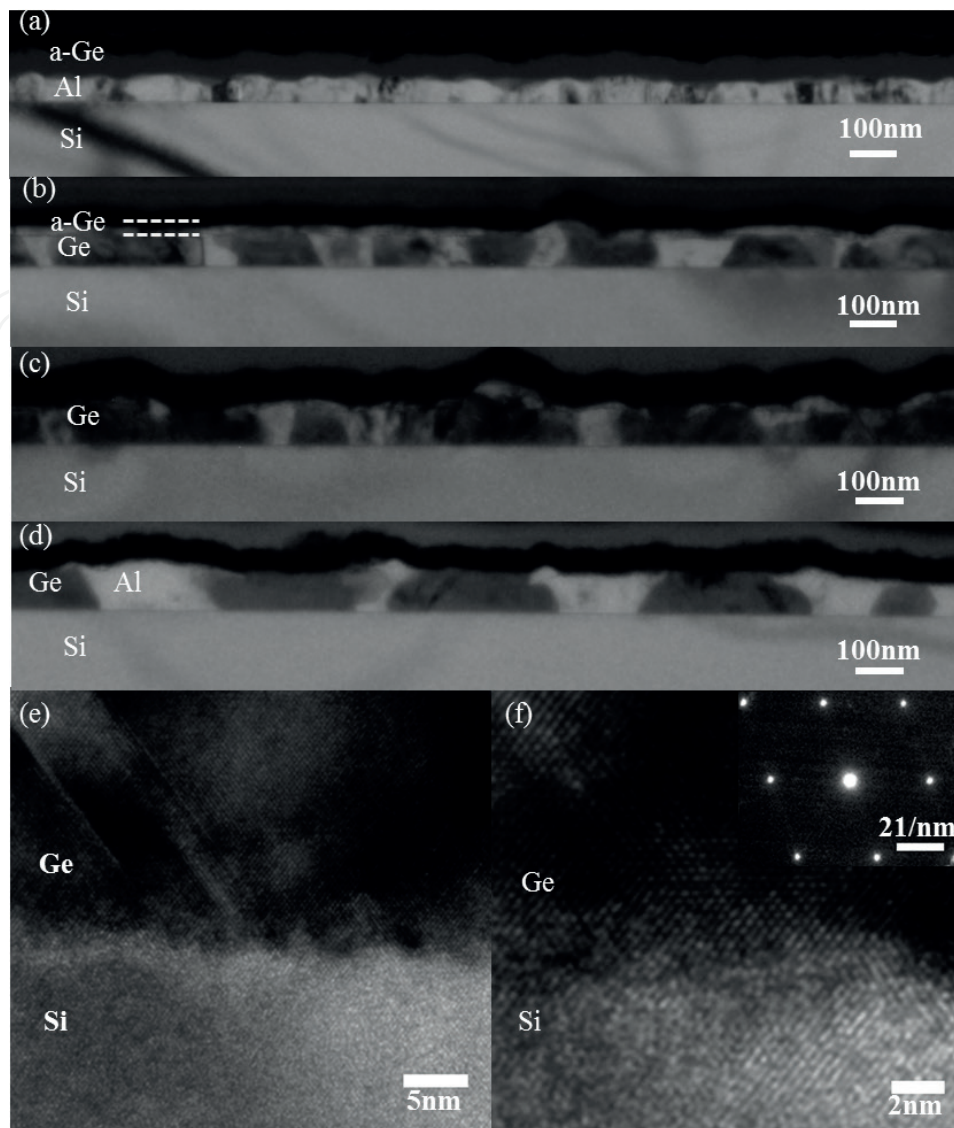 (a)
a-Ge
Al
Si
100nm
(b)
a-Ge
Ge
Si
100nm
(c)
Ge
Si
100nm
(d)
Ge Al
Si
100nm
(e)
Ge
Si
5nm
(f)
21/nm
Ge
Si
2nm